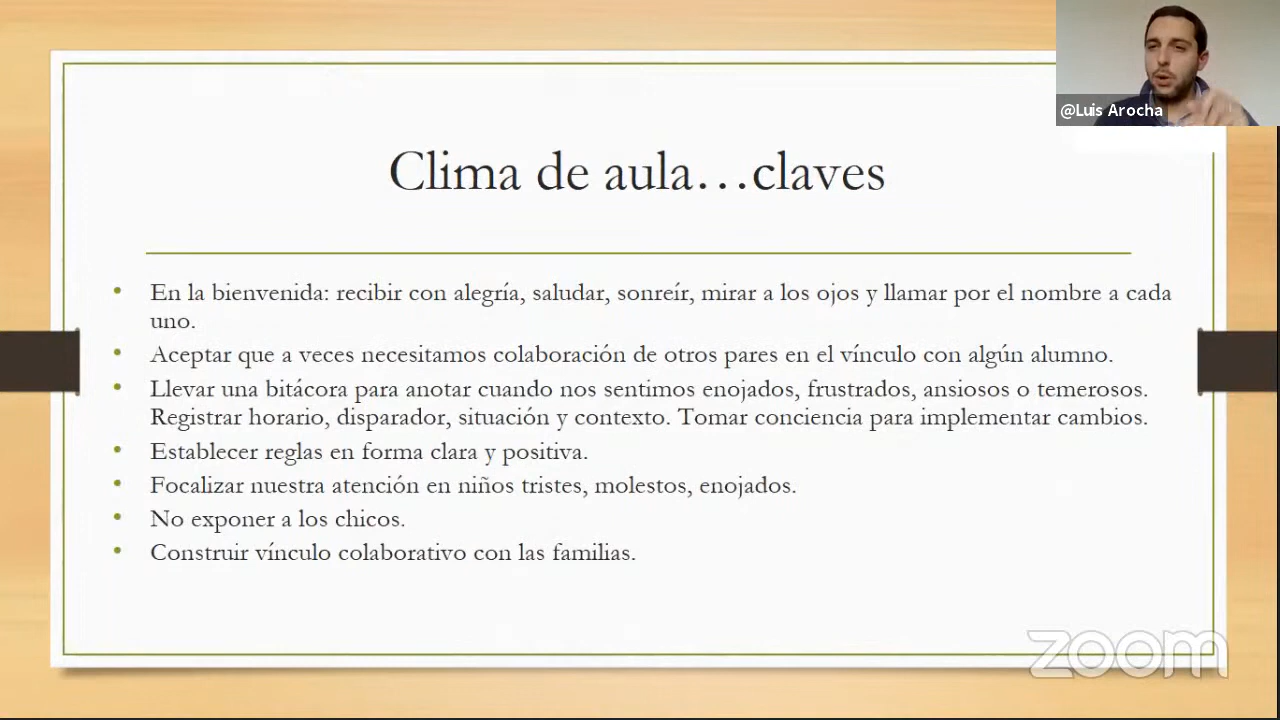 @Luis Arocha
Clima de aula…claves
• En la bienvenida: recibir con alegría, saludar, sonreír, mirar a los ojos y llamar por el nombre a cada
uno.
• Aceptar que a veces necesitamos colaboración de otros pares en el vínculo con algún alumno.
• Llevar una bitácora para anotar cuando nos sentimos enojados, frustrados, ansiosos o temerosos.
Registrar horario, disparador, situación y contexto. Tomar conciencia para implementar cambios.
• Establecer reglas en forma clara y positiva.
• Focalizar nuestra atención en niños tristes, molestos, enojados.
• No exponer a los chicos.
• Construir vínculo colaborativo con las familias.
zoom